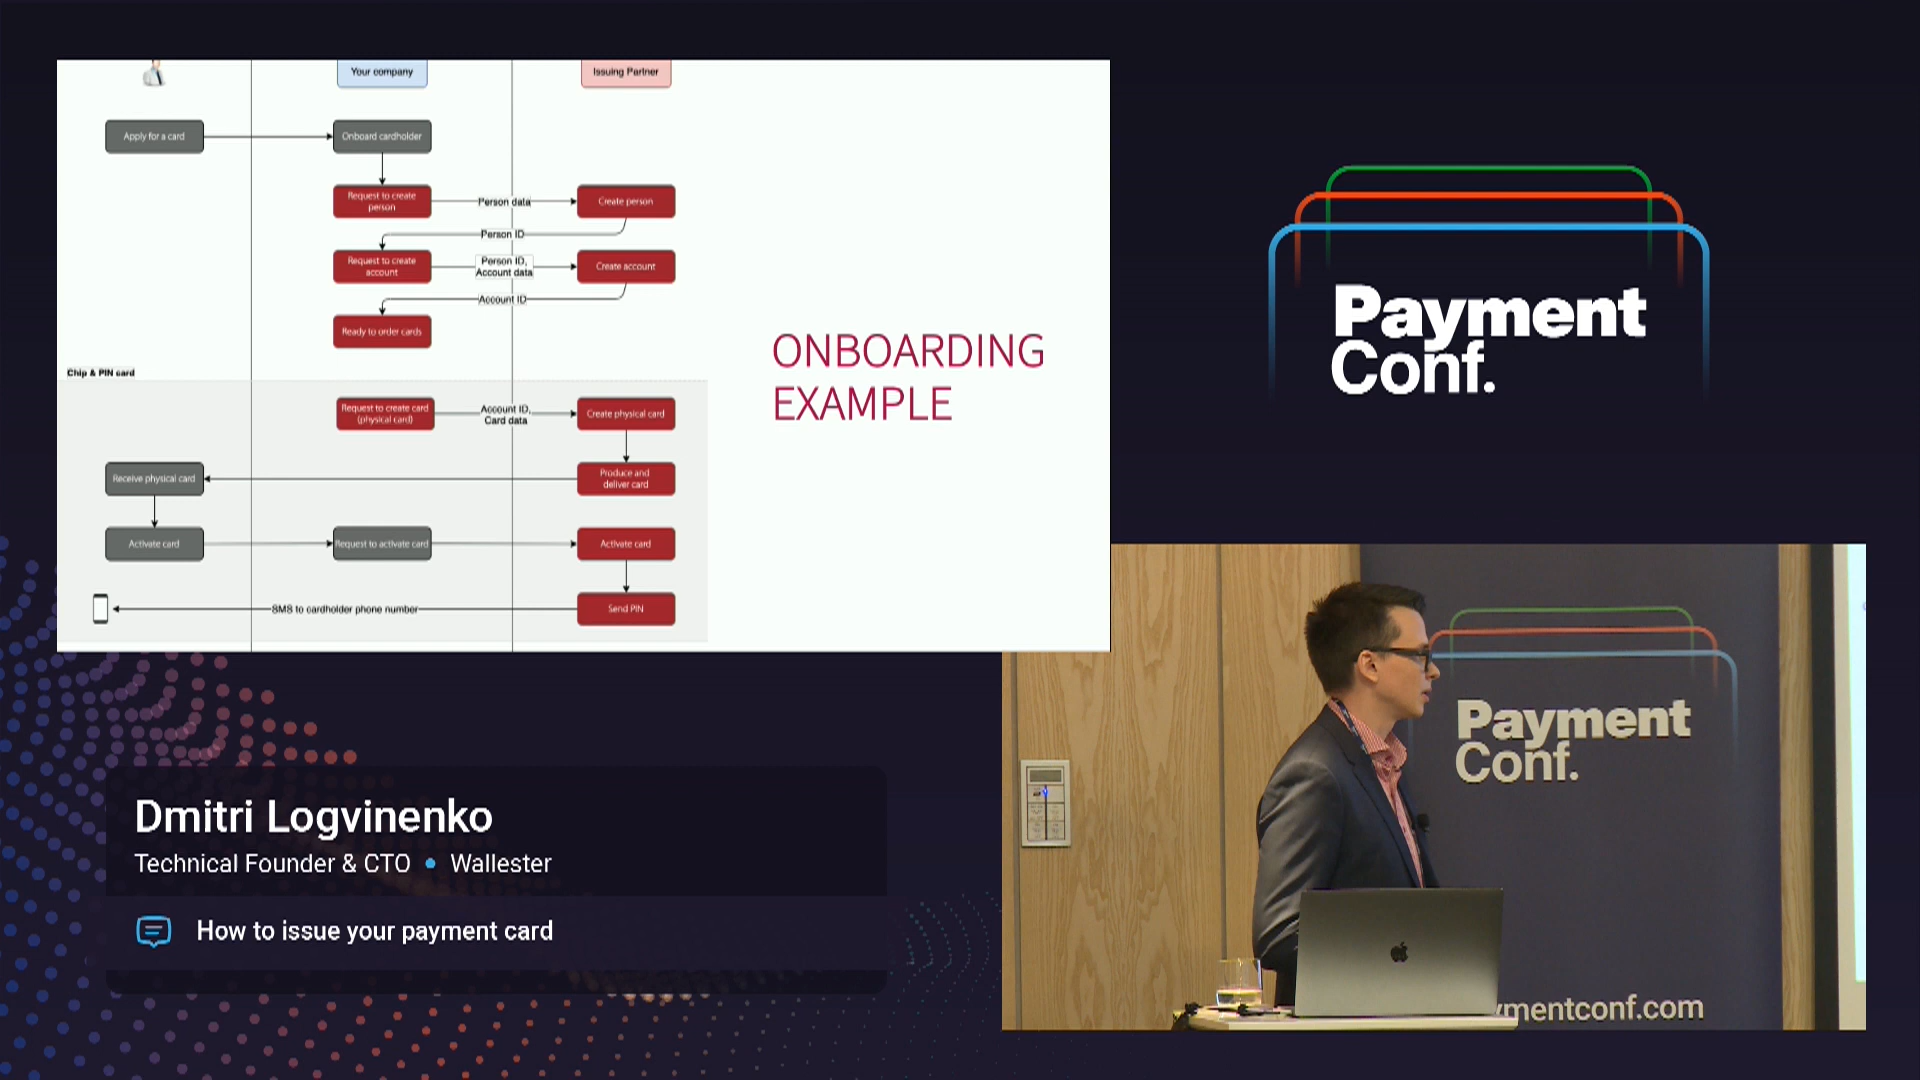 Your company
Issuing Partner
Apply for a card
Onboard cardholder
Request to create
person
Person data
Create person
Person ID
Request to create
account
Person ID,
Account data
Create account
Account ID
Ready to order cards
Chip & PIN card
Request to create card
(physical card)
Account ID,
Card data
Create physical card
Receive physical card
Produce and
deliver card
Activate card
Request to activate card
Activate card
SMS to cardholder phone number
Send PIN
ONBOARDING
EXAMPLE
Payment
Conf.
Payment
Conf.
ymentconf.com
Dmitri Logvinenko
Technical Founder & CTO • Wallester
How to issue your payment card